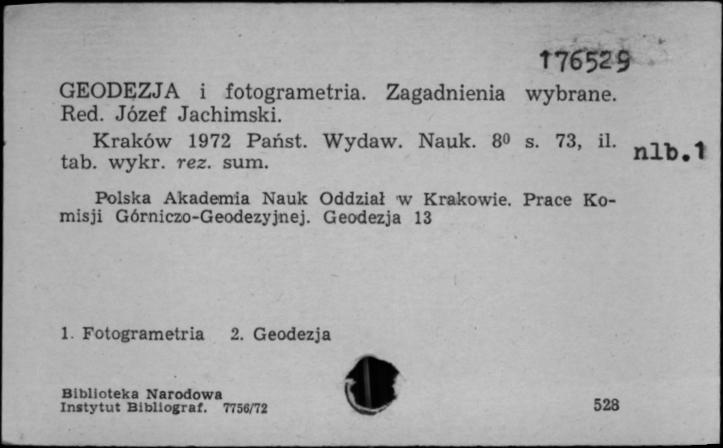 176529
GEODEZJA i fotogrametria. Zagadnienia wybrane.
Red. Józef Jachimski.
Kraków 1972 Państ. Wydaw. Nauk. 8⁰ s. 73, il.
nlb.1
tab. wykr. rez. sum.
Polska Akademia Nauk Oddział w Krakowie. Prace Ko-
misji Górniczo-Geodezyjnej. Geodezja 13
1. Fotogrametria 2. Geodezja
Biblioteka Narodowa
Instytut Bibliograf. 7756/72
528